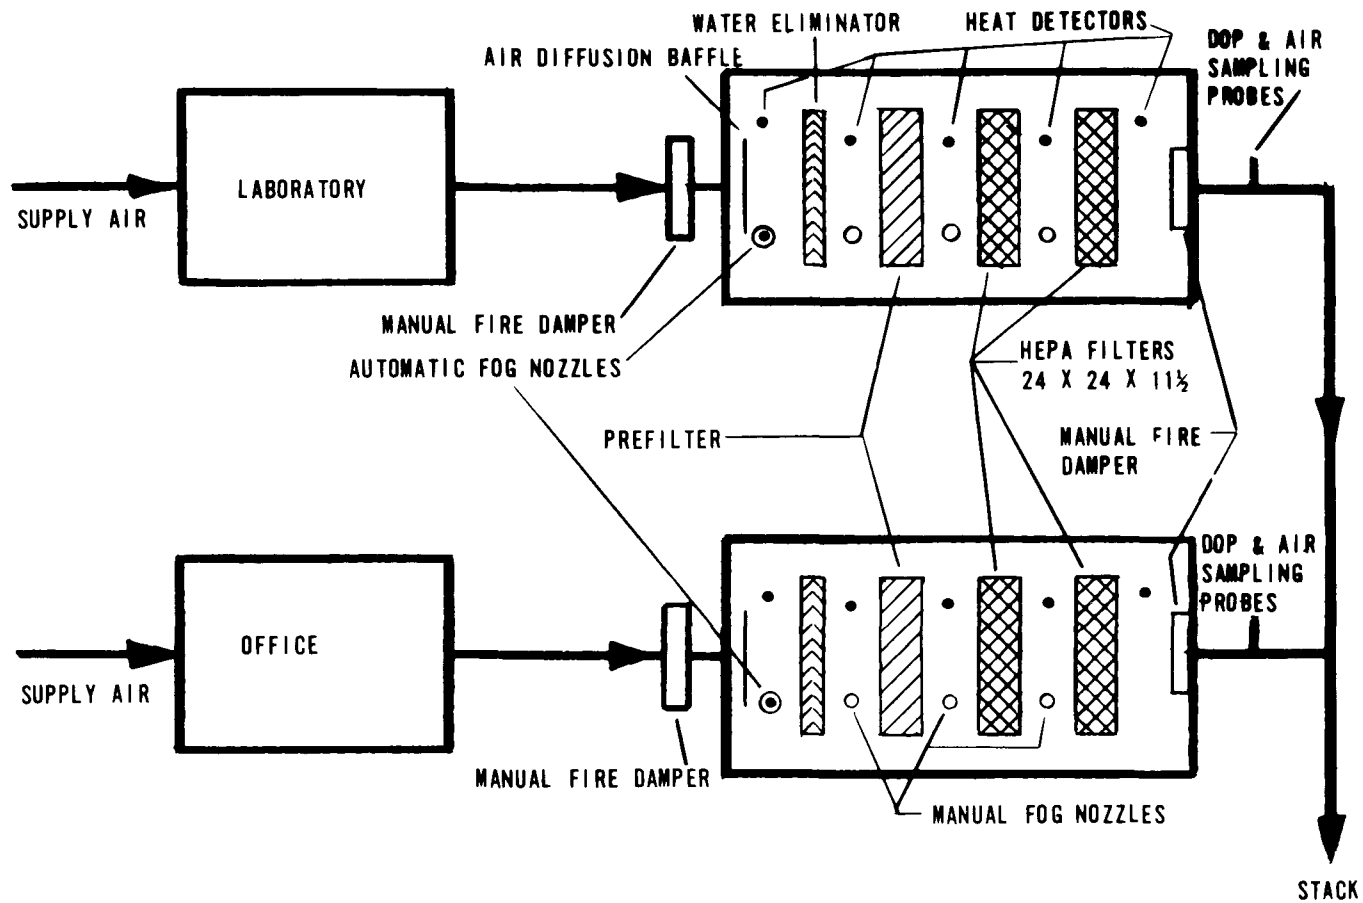 WATER ELIMINATOR
HEAT DETECTORS
AIR DIFFUSION BAFFLE
DOP & AIR
SAMPLING
PROBES
LABORATORY
SUPPLY AIR
MANUAL FIRE DAMPER
AUTOMATIC FOG NOZZLES
HEPA FILTERS
24 X 24 X 11½
PREFILTER
MANUAL FIRE
DAMPER
DOP & AIR
SAMPLING
PROBES
OFFICE
SUPPLY AIR
MANUAL FIRE DAMPER
MANUAL FOG NOZZLES
STACK